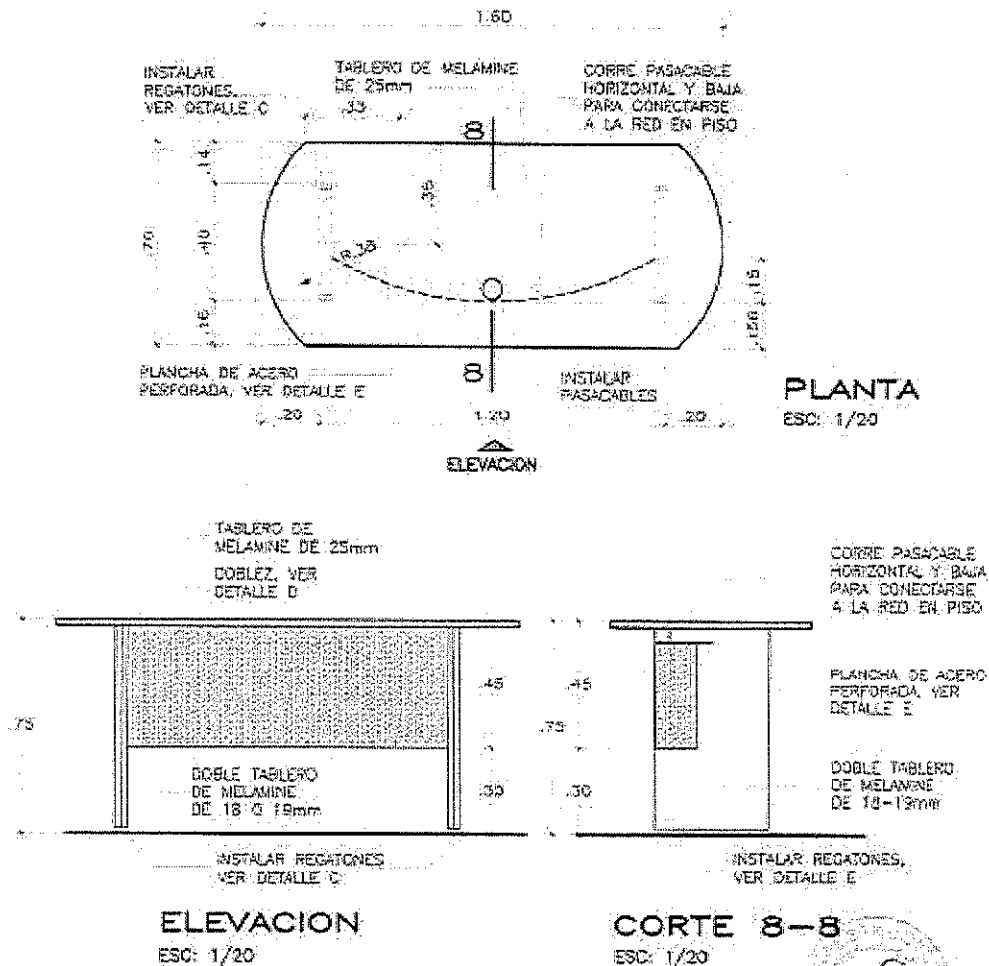 1.60
INSTALAR
REGATONES,
VER DETALLE C
TABLERO DE MELAMINE
DE 25mm
.35
CORRE PASACABLE
HORIZONTAL Y BAJA
PARA CONECTARSE
A LA RED EN PISO
8
.14
.40
.16
.70
.35
.15
.150
PLANCHA DE ACERO
PERFORADA, VER DETALLE E
8
INSTALAR
PASACABLES
.20
1.20
.20
ELEVACION
PLANTA
ESC: 1/20
TABLERO DE
MELAMINE DE 25mm
DOBLEZ, VER
DETALLE D
.75
.45
.30
DOBLE TABLERO
DE MELAMINE
DE 18 O 19mm
INSTALAR REGATONES
VER DETALLE C
ELEVACION
ESC: 1/20
CORRE PASACABLE
HORIZONTAL Y BAJA
PARA CONECTARSE
A LA RED EN PISO
.75
.45
.30
PLANCHA DE ACERO
PERFORADA, VER
DETALLE E
DOBLE TABLERO
DE MELAMINE
DE 18-19mm
INSTALAR REGATONES,
VER DETALLE E
CORTE 8-8
ESC: 1/20